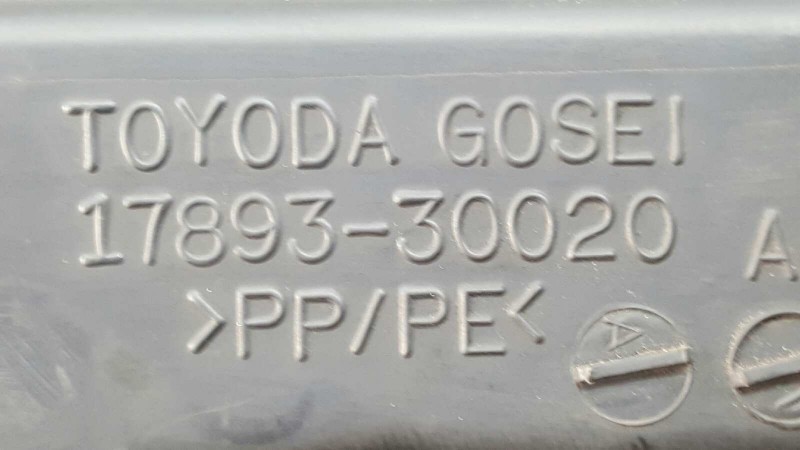 TOYODA GOSEI
17893-30020 A
>PP/PE<
A